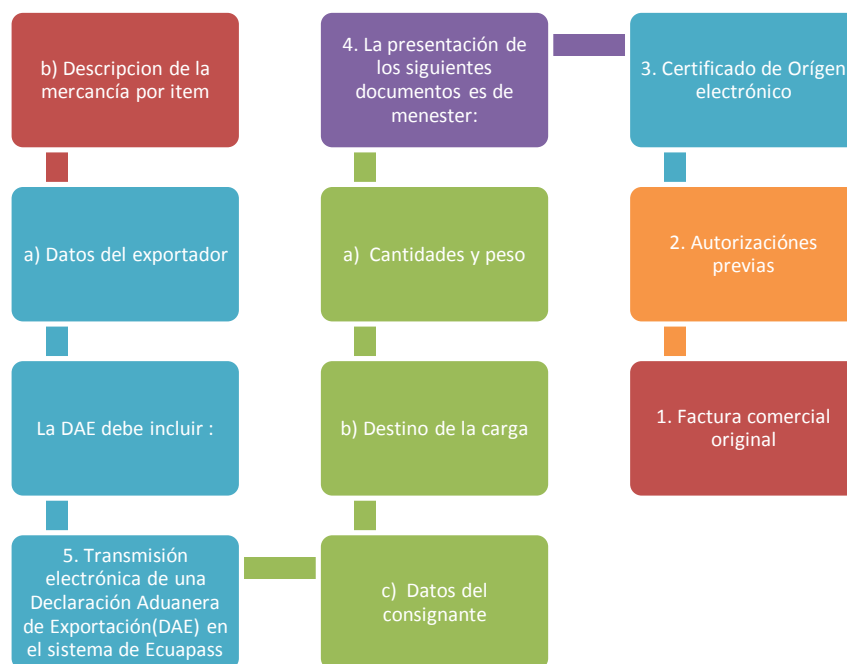 b) Descripcion de la
mercancía por item
a) Datos del exportador
La DAE debe incluir :
5. Transmisión
electrónica de una
Declaración Aduanera
de Exportación(DAE) en
el sistema de Ecuapass
4. La presentación de
los siguientes
documentos es de
menester:
a) Cantidades y peso
b) Destino de la carga
c) Datos del
consignante
3. Certificado de Orígen
electrónico
2. Autorizaciónes
previas
1. Factura comercial
original